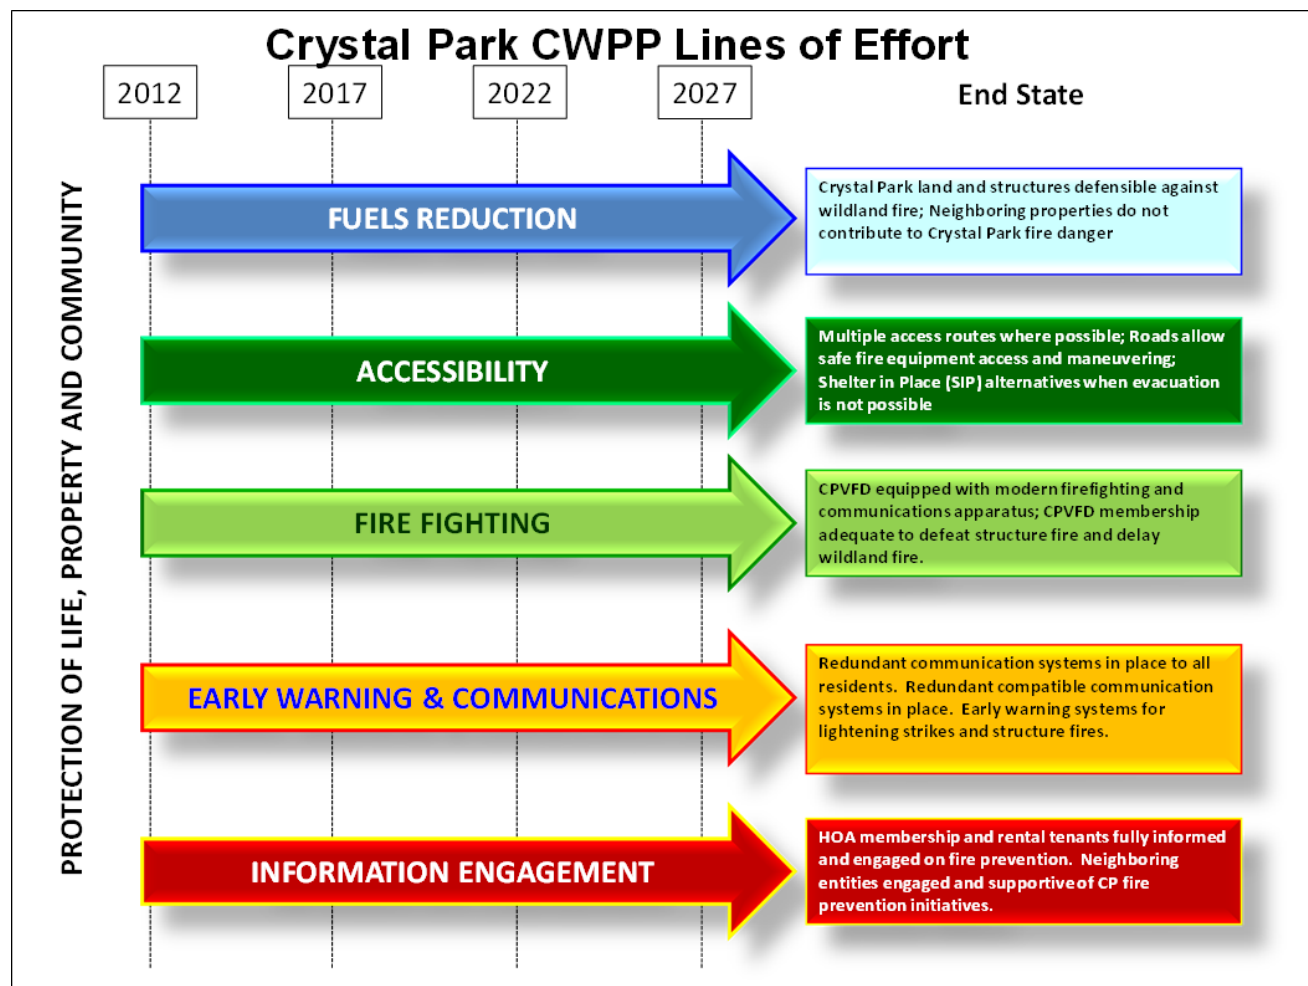 Crystal Park CWPP Lines of Effort
2012
2017
2022
2027
End State
PROTECTION OF LIFE, PROPERTY AND COMMUNITY
FUELS REDUCTION
Crystal Park land and structures defensible against
wildland fire; Neighboring properties do not
contribute to Crystal Park fire danger
ACCESSIBILITY
Multiple access routes where possible; Roads allow
safe fire equipment access and maneuvering;
Shelter in Place (SIP) alternatives when evacuation
is not possible
FIRE FIGHTING
CPVFD equipped with modern firefighting and
communications apparatus; CPVFD membership
adequate to defeat structure fire and delay
wildland fire.
EARLY WARNING & COMMUNICATIONS
Redundant communication systems in place to all
residents.  Redundant compatible communication
systems in place.  Early warning systems for
lightening strikes and structure fires.
INFORMATION ENGAGEMENT
HOA membership and rental tenants fully informed
and engaged on fire prevention.  Neighboring
entities engaged and supportive of CP fire
prevention initiatives.